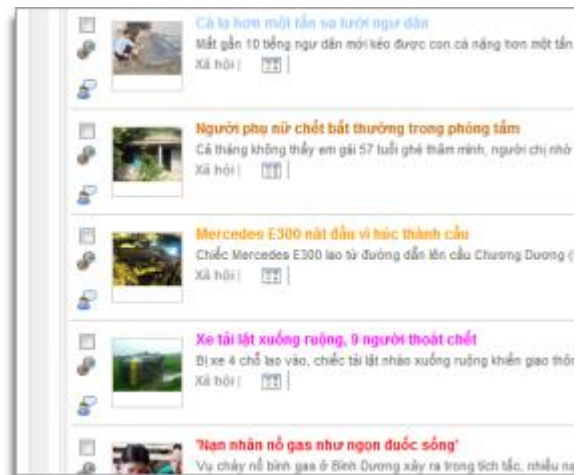 Cá lạ hơn một tấn sa lưới ngư dân
Mất gần 10 tiếng ngư dân mới kéo được con cá nặng hơn một tấn
Xã hội |
Người phụ nữ chết bất thường trong phòng tắm
Cả tháng không thấy em gái 57 tuổi ghé thăm mình, người chị nhờ
Xã hội |
Mercedes E300 nát đầu vì húc thành cầu
Chiếc Mercedes E300 lao từ đường dẫn lên cầu Chương Dương (
Xã hội |
Xe tải lật xuống ruộng, 9 người thoát chết
Bị xe 4 chỗ lao vào, chiếc tải lật nhào xuống ruộng khiến giao thôn
Xã hội |
'Nạn nhân nổ gas như ngọn đuốc sống'
Vụ cháy nổ bình gas ở Bình Dương xảy ra trong tích tắc, nhiều